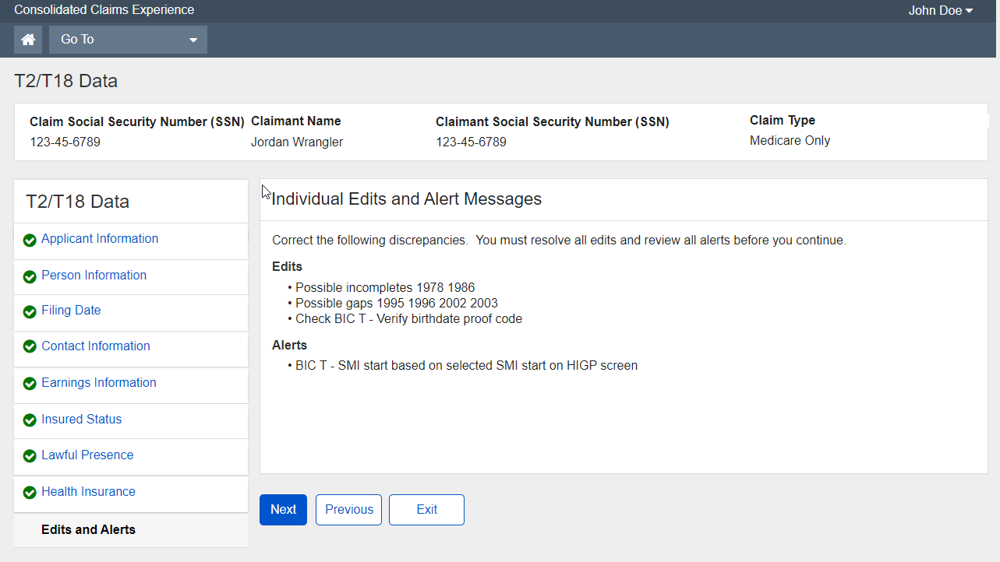 Consolidated Claims Experience
John Doe
Go To
T2/T18 Data
Claim Social Security Number (SSN) Claimant Name Claimant Social Security Number (SSN) Claim Type
123-45-6789 Jordan Wrangler 123-45-6789 Medicare Only
T2/T18 Data
Applicant Information
Person Information
Filing Date
Contact Information
Earnings Information
Insured Status
Lawful Presence
Health Insurance
Edits and Alerts
Individual Edits and Alert Messages
Correct the following discrepancies.  You must resolve all edits and review all alerts before you continue.
Edits
• Possible incompletes 1978 1986
• Possible gaps 1995 1996 2002 2003
• Check BIC T - Verify birthdate proof code
Alerts
• BIC T - SMI start based on selected SMI start on HIGP screen
Next Previous Exit